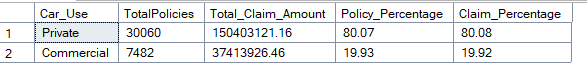 Car_Use TotalPolicies Total_Claim_Amount Policy_Percentage Claim_Percentage
1 Private 30060 150403121.16 80.07 80.08
2 Commercial 7482 37413926.46 19.93 19.92